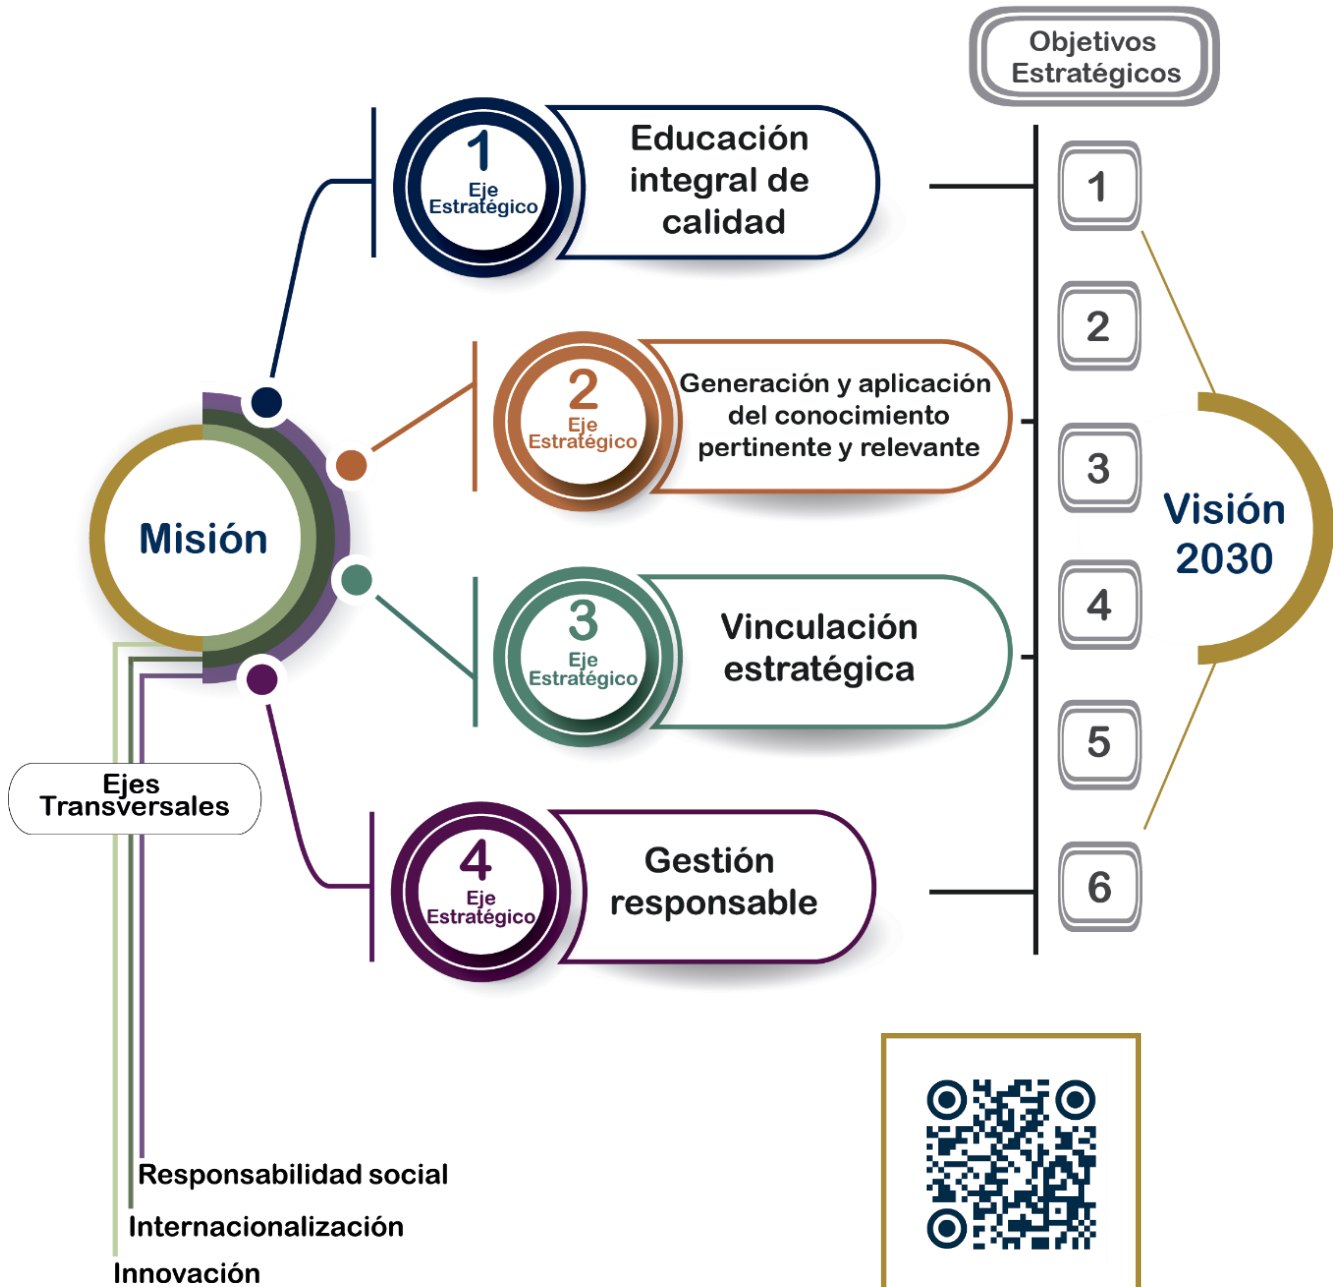 Objetivos
Estratégicos
1
Eje
Estratégico
Educación
integral de
calidad
2
Eje
Estratégico
Generación y aplicación
del conocimiento
pertinente y relevante
Misión
3
Eje
Estratégico
Vinculación
estratégica
4
Eje
Estratégico
Gestión
responsable
1
2
3
4
5
6
Visión
2030
Ejes
Transversales
Responsabilidad social
Internacionalización
Innovación